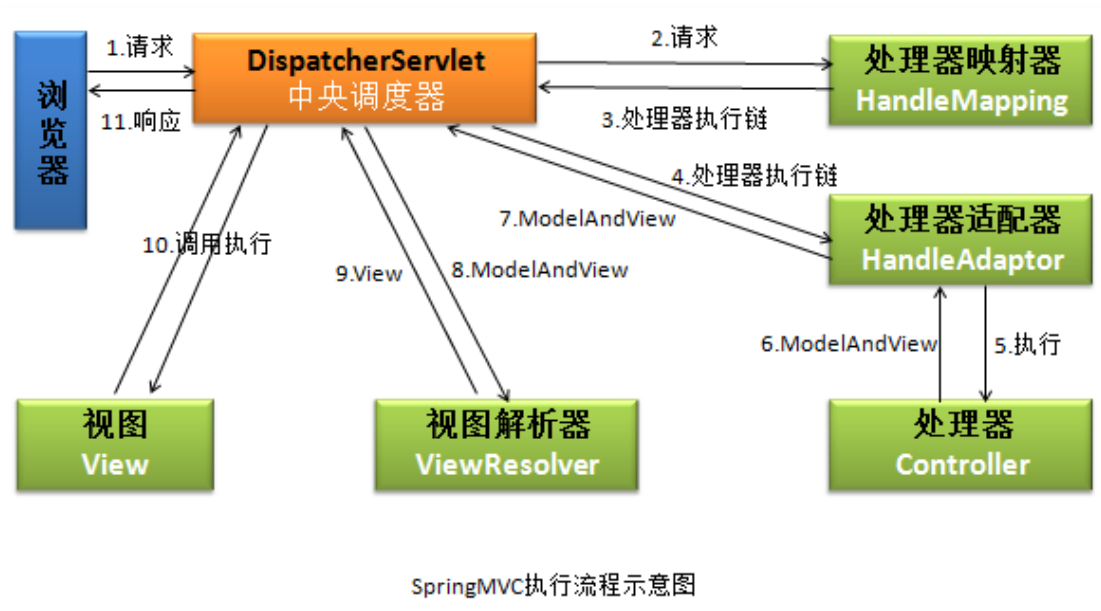 浏览器
1.请求
11.响应
DispatcherServlet
中央调度器
2.请求
3.处理器执行链
处理器映射器
HandleMapping
4.处理器执行链
7.ModelAndView
处理器适配器
HandleAdaptor
10.调用执行
9.View
8.ModelAndView
6.ModelAndView
5.执行
视图
View
视图解析器
ViewResolver
处理器
Controller
SpringMVC执行流程示意图